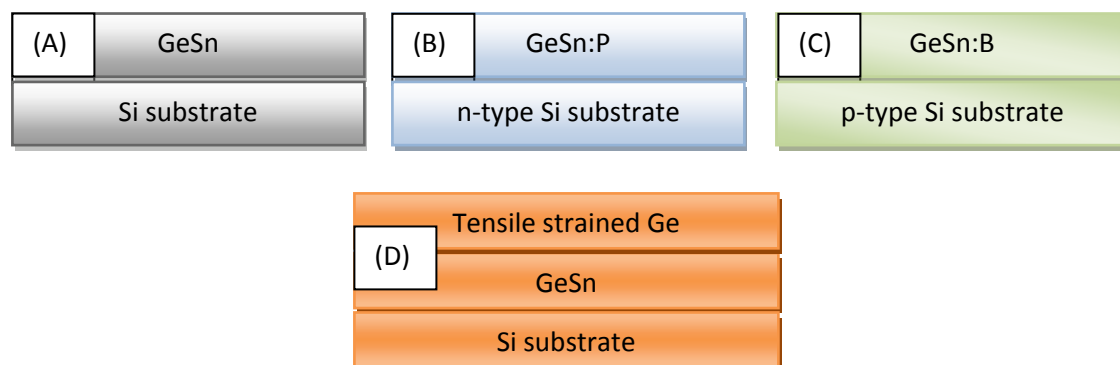 (A) GeSn
Si substrate
(B) GeSn:P
n-type Si substrate
(C) GeSn:B
p-type Si substrate
Tensile strained Ge
(D)
GeSn
Si substrate